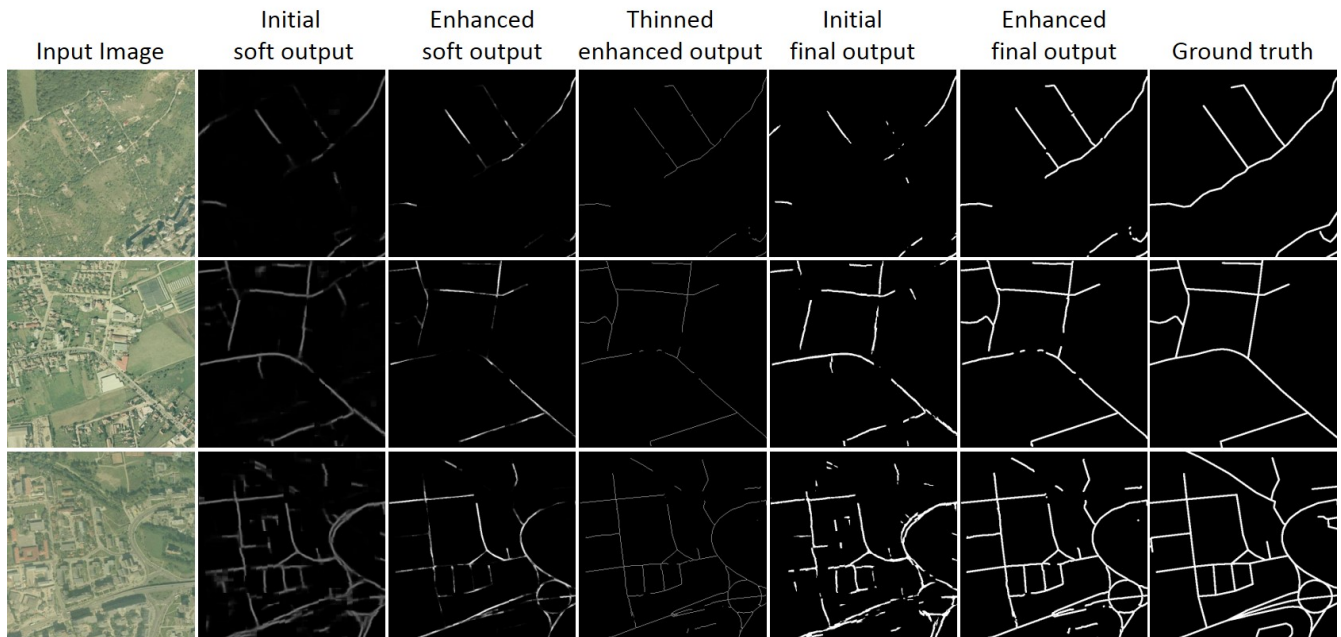 Input Image
Initial
soft output
Enhanced
soft output
Thinned
enhanced output
Initial
final output
Enhanced
final output
Ground truth